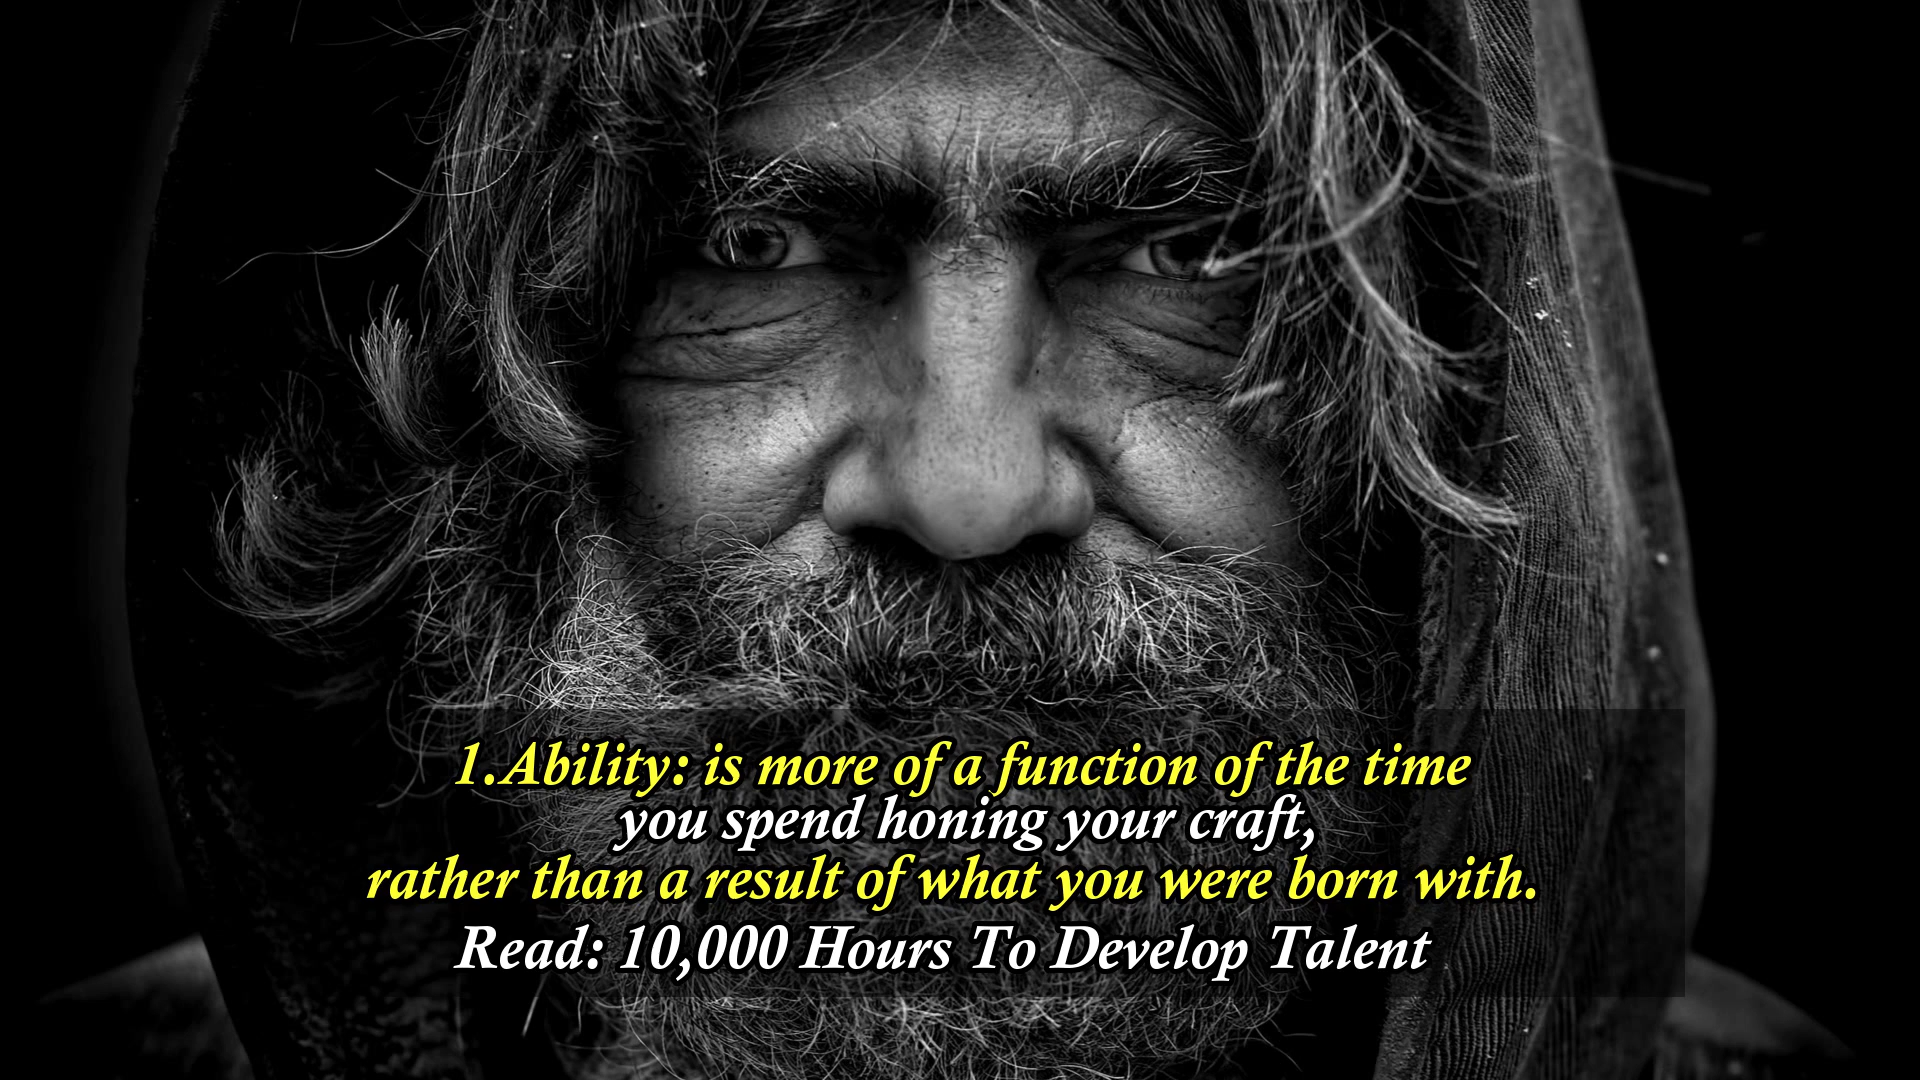 1.Ability: is more of a function of the time
you spend honing your craft,
rather than a result of what you were born with.
Read: 10,000 Hours To Develop Talent